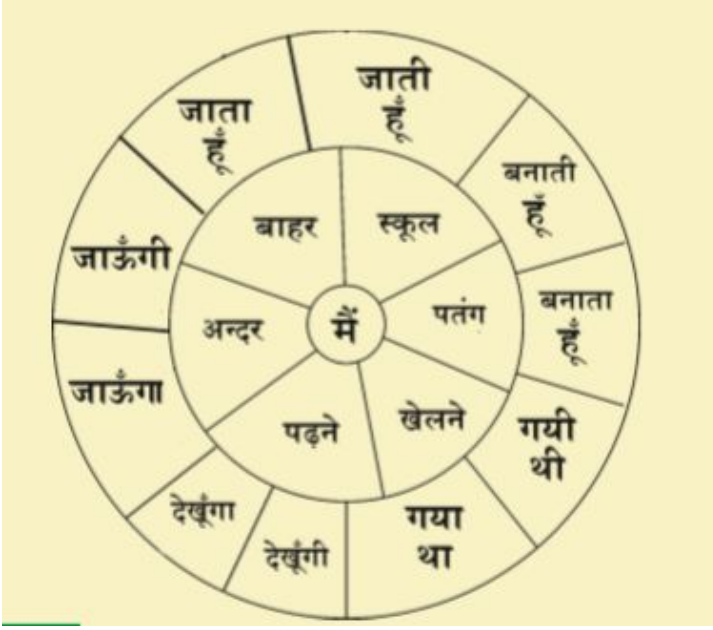 जाती
हूँ
जाता
हूँ
बनाती
हूँ
बाहर
स्कूल
जाऊँगी
बनाता
हूँ
अन्दर
मैं
पतंग
जाऊँगा
पढ़ने
खेलने
गयी
थी
देखूँगा
देखूँगी
गया
था